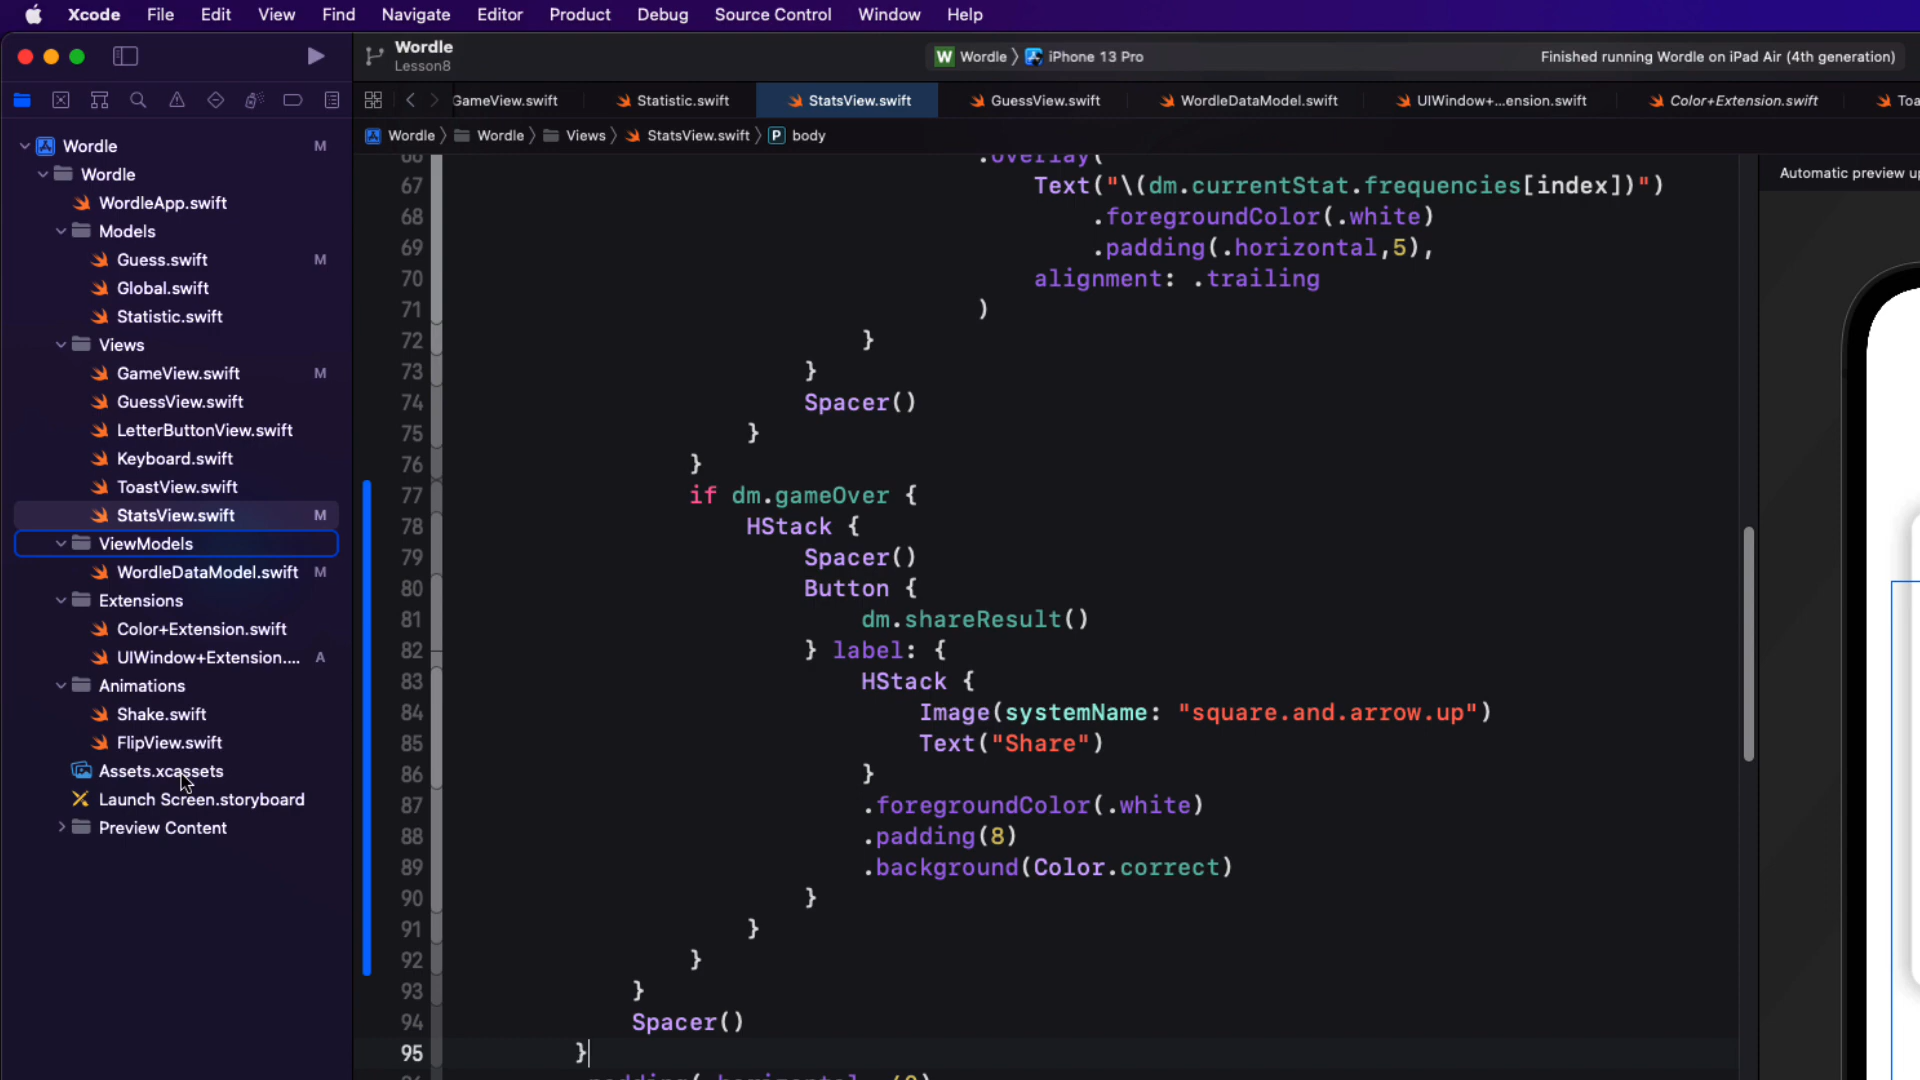 Xcode File Edit View Find Navigate Editor Product Debug Source Control Window Help
Wordle
Lesson8
W Wordle iPhone 13 Pro
Finished running Wordle on iPad Air (4th generation)
GameView.swift Statistic.swift StatsView.swift GuessView.swift WordleDataModel.swift UIWindow+...ension.swift Color+Extension.swift Toa
Wordle Wordle Views StatsView.swift P body
Wordle M
Wordle
WordleApp.swift
Models
Guess.swift M
Global.swift
Statistic.swift
Views
GameView.swift M
GuessView.swift
LetterButtonView.swift
Keyboard.swift
ToastView.swift
StatsView.swift M
ViewModels
WordleDataModel.swift M
Extensions
Color+Extension.swift
UIWindow+Extension.... A
Animations
Shake.swift
FlipView.swift
Assets.xcassets
Launch Screen.storyboard
Preview Content
66 .overlay(
67 Text("\(dm.currentStat.frequencies[index])")
68 .foregroundColor(.white)
69 .padding(.horizontal,5),
70 alignment: .trailing
71 )
72 }
73 }
74 Spacer()
75 }
76 }
77 if dm.gameOver {
78 HStack {
79 Spacer()
80 Button {
81 dm.shareResult()
82 } label: {
83 HStack {
84 Image(systemName: "square.and.arrow.up")
85 Text("Share")
86 }
87 .foregroundColor(.white)
88 .padding(8)
89 .background(Color.correct)
90 }
91 }
92 }
93 }
94 Spacer()
95 }
Automatic preview up